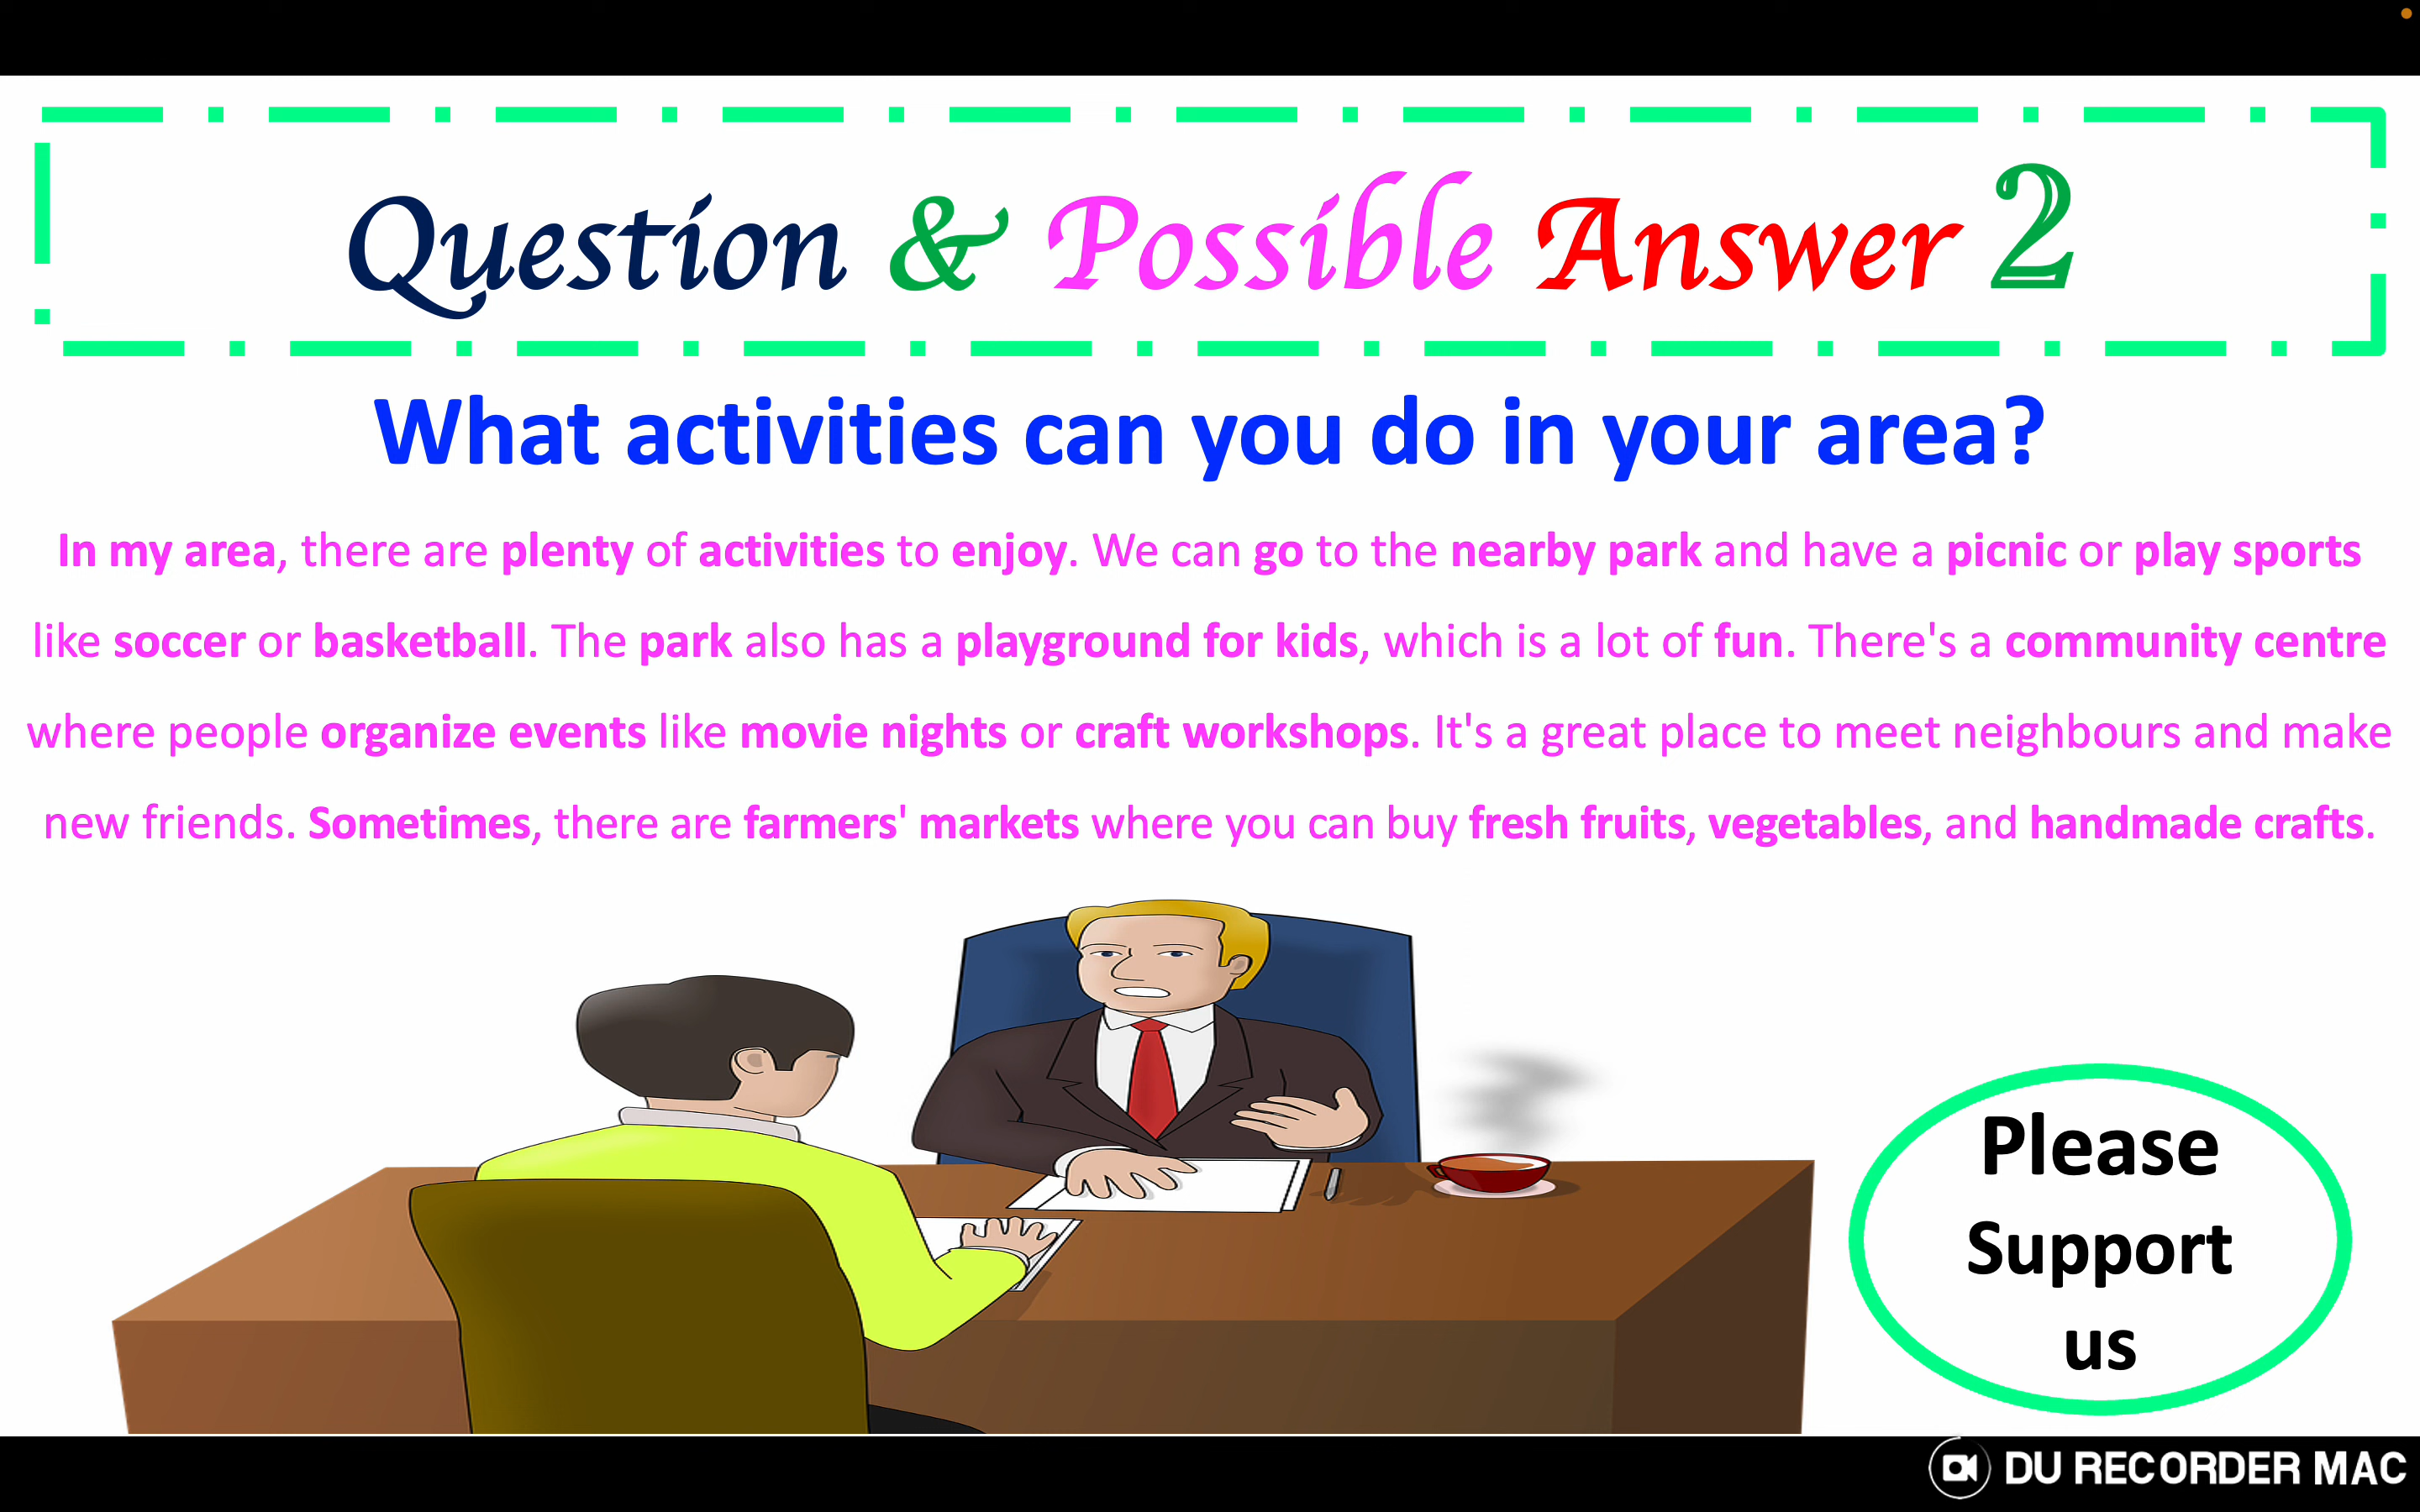 Question & Possible Answer 2
What activities can you do in your area?
In my area, there are plenty of activities to enjoy. We can go to the nearby park and have a picnic or play sports
like soccer or basketball. The park also has a playground for kids, which is a lot of fun. There's a community centre
where people organize events like movie nights or craft workshops. It's a great place to meet neighbours and make
new friends. Sometimes, there are farmers' markets where you can buy fresh fruits, vegetables, and handmade crafts.
Please
Support
us
DU RECORDER MAC